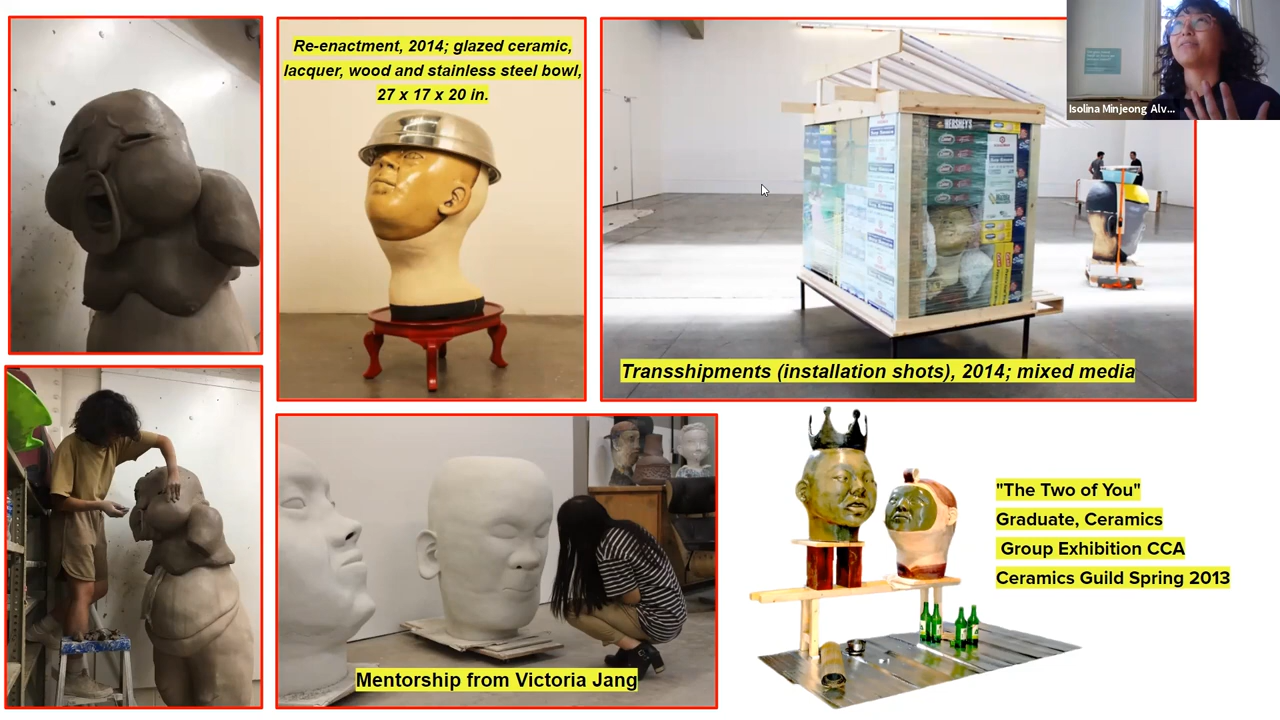 Re-enactment, 2014; glazed ceramic,
lacquer, wood and stainless steel bowl,
27 x 17 x 20 in.
HERSHEY'S
Isolina Minjeong Alv...
Transshipments (installation shots), 2014; mixed media
Mentorship from Victoria Jang
"The Two of You"
Graduate, Ceramics
Group Exhibition CCA
Ceramics Guild Spring 2013